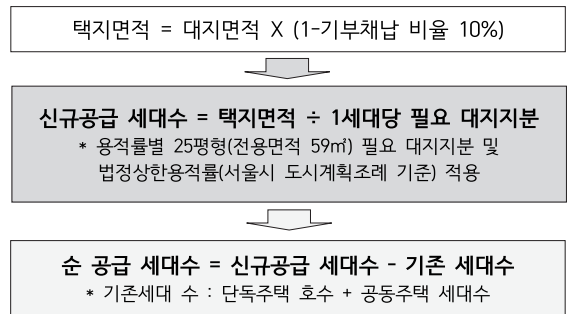 택지면적 = 대지면적 X (1-기부채납 비율 10%)
신규공급 세대수 = 택지면적 ÷ 1세대당 필요 대지지분
* 용적률별 25평형(전용면적 59㎡) 필요 대지지분 및
법정상한용적률(서울시 도시계획조례 기준) 적용
순 공급 세대수 = 신규공급 세대수 - 기존 세대수
* 기존세대 수 : 단독주택 호수 + 공동주택 세대수